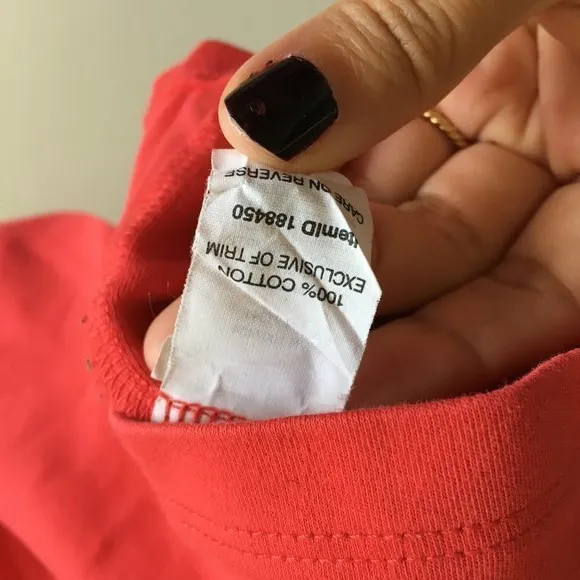 100% COTTON
EXCLUSIVE OF TRIM
ItemID 188450
CARE ON REVERSE